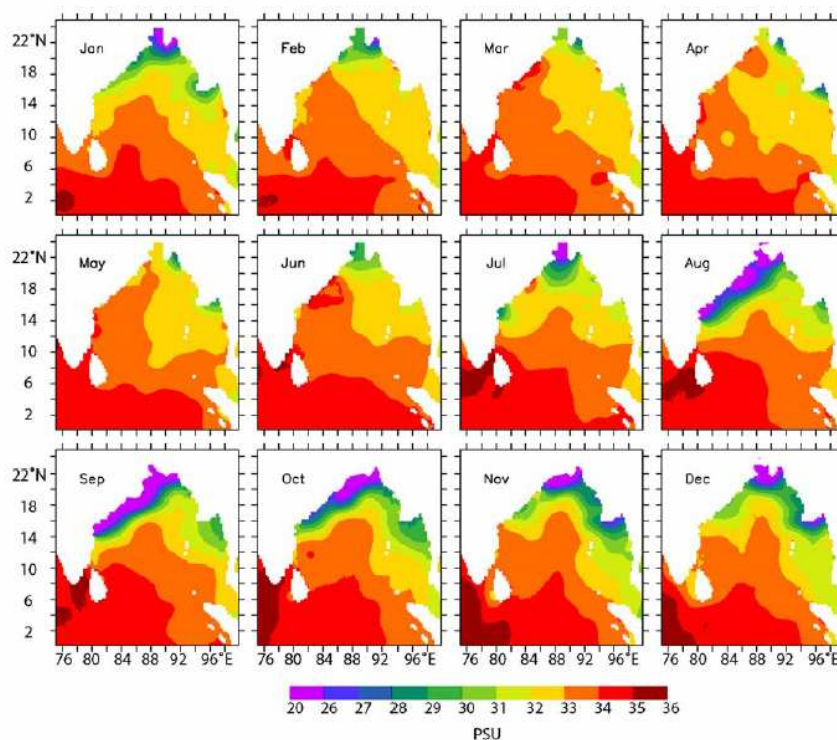 22°N Jan Feb Mar Apr
18
14
10
6
2
22°N May Jun Jul Aug
18
14
10
6
2
22°N Sep Oct Nov Dec
18
14
10
6
2
76 80 84 88 92 96°E 76 80 84 88 92 96°E 76 80 84 88 92 96°E 76 80 84 88 92 96°E
20 26 27 28 29 30 31 32 33 34 35 36
PSU